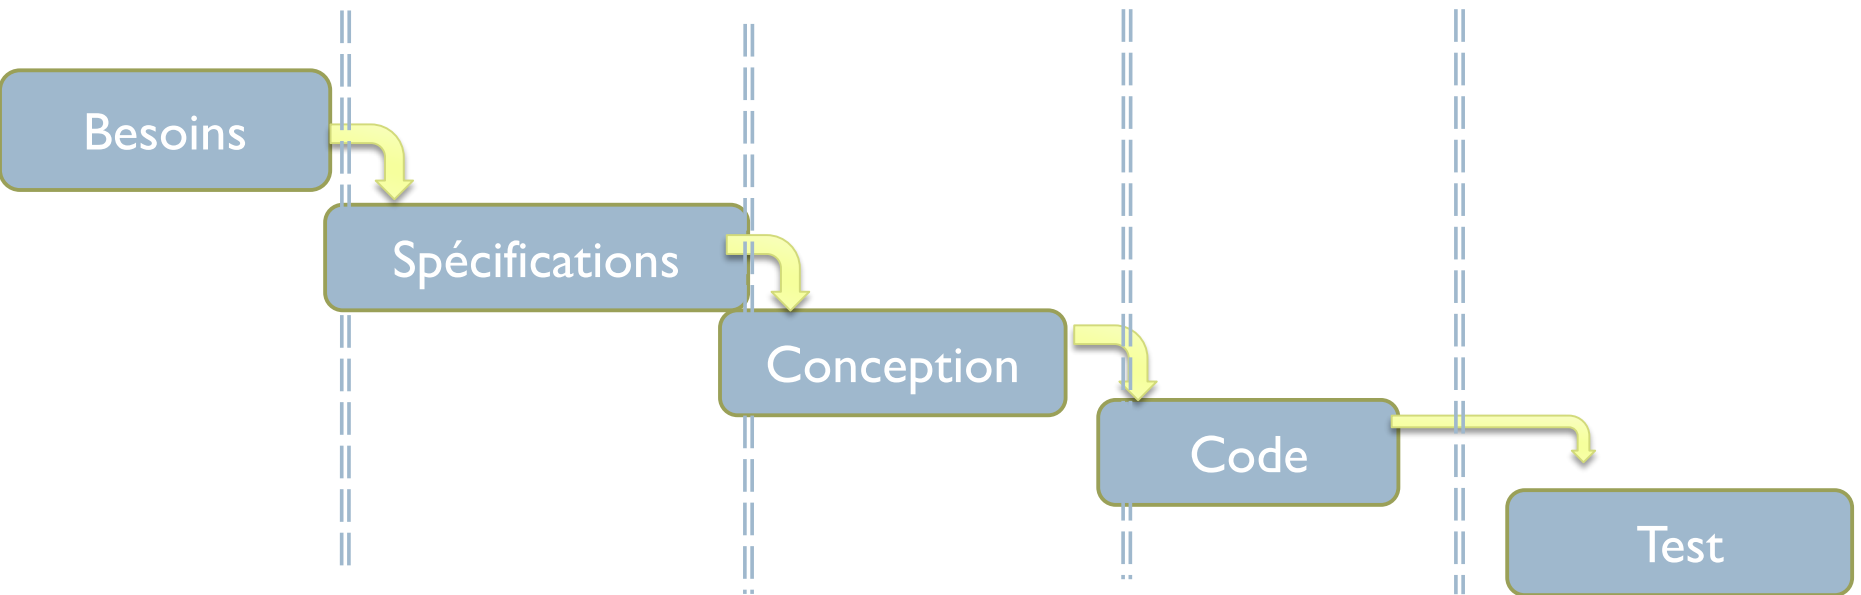 Besoins
Spécifications
Conception
Code
Test